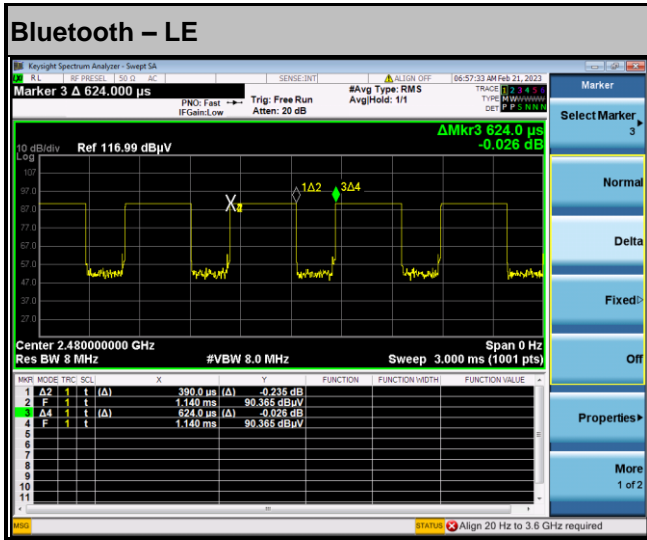 Bluetooth – LE
Keysight Spectrum Analyzer - Swept SA
RL RF PRESEL 50 Ω AC SENSE:INT ALIGN OFF 06:57:33 AM Feb 21, 2023
Marker 3 Δ 624.000 μs
PNO: Fast
IFGain:Low
Trig: Free Run
Atten: 20 dB
#Avg Type: RMS
Avg|Hold: 1/1
TRACE 1 2 3 4 5 6
TYPE MWWWWW
DET P P S N N N
ΔMkr3 624.0 μs
-0.026 dB
10 dB/div Ref 116.99 dBμV
Log
107
97.0
87.0
77.0
67.0
57.0
47.0
37.0
27.0
1Δ2
3Δ4
Center 2.480000000 GHz
Span 0 Hz
Res BW 8 MHz
#VBW 8.0 MHz
Sweep 3.000 ms (1001 pts)
MKR MODE TRC SCL X Y FUNCTION FUNCTION WIDTH FUNCTION VALUE
1 Δ2 1 t (Δ) 390.0 μs (Δ) -0.235 dB
2 F 1 t 1.140 ms 90.365 dBμV
3 Δ4 1 t (Δ) 624.0 μs (Δ) -0.026 dB
4 F 1 t 1.140 ms 90.365 dBμV
5
6
7
8
9
10
11
MSG
STATUS Align 20 Hz to 3.6 GHz required
Marker
Select Marker
3
Normal
Delta
Fixed
Off
Properties
More
1 of 2